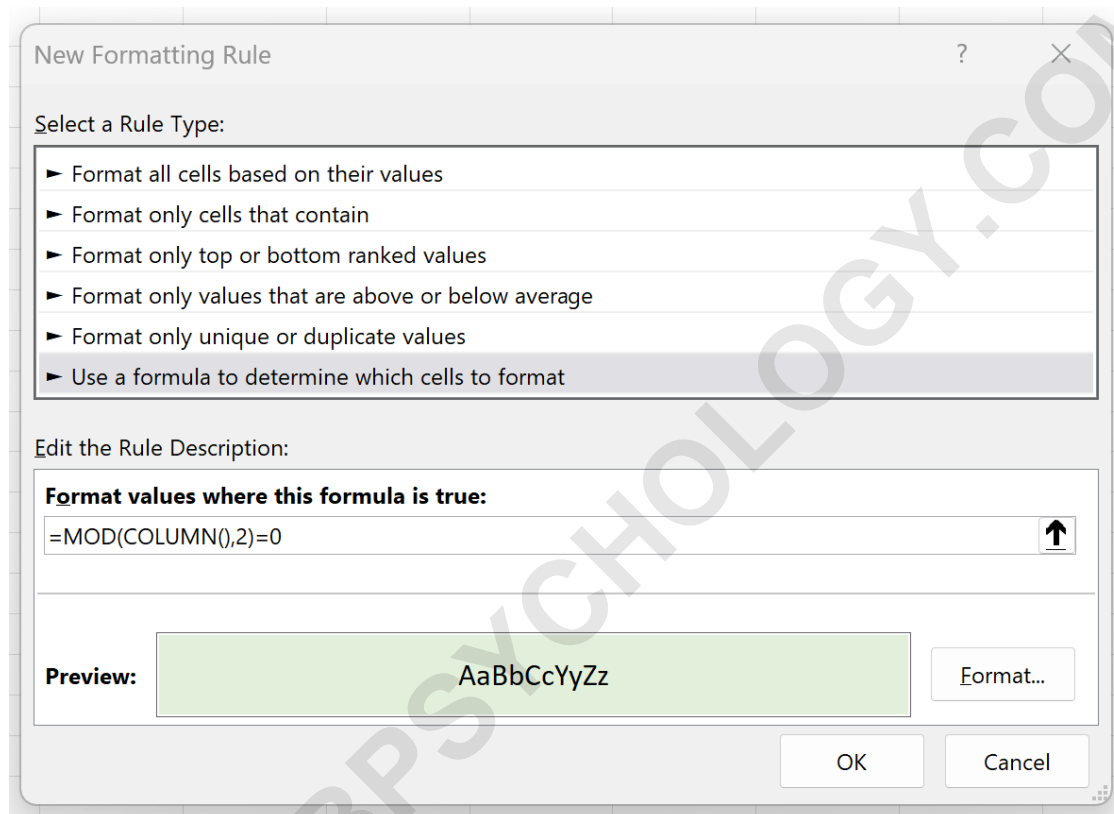 New Formatting Rule ?
Select a Rule Type:
► Format all cells based on their values
► Format only cells that contain
► Format only top or bottom ranked values
► Format only values that are above or below average
► Format only unique or duplicate values
► Use a formula to determine which cells to format
Edit the Rule Description:
Format values where this formula is true:
=MOD(COLUMN(),2)=0
Preview:
AaBbCcYyZz
Format...
OK
Cancel
BPSYCHOLOGY.COM